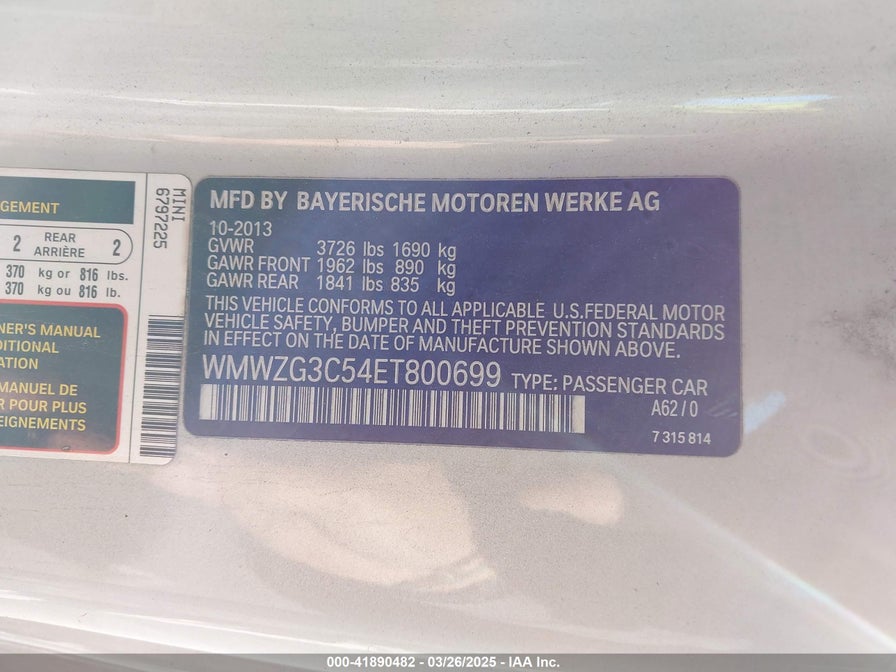 GEMENT
2 REAR ARRIÈRE 2
370 kg or 816 lbs.
370 kg ou 816 lb.
NER'S MANUAL
DITIONAL
ATION
MANUEL DE
R POUR PLUS
EIGNEMENTS
MINI
6797225
MFD BY BAYERISCHE MOTOREN WERKE AG
10-2013
GVWR 3726 lbs 1690 kg
GAWR FRONT 1962 lbs 890 kg
GAWR REAR 1841 lbs 835 kg
THIS VEHICLE CONFORMS TO ALL APPLICABLE U.S.FEDERAL MOTOR
VEHICLE SAFETY, BUMPER AND THEFT PREVENTION STANDARDS
IN EFFECT ON THE DATE OF MANUFACTURE SHOWN ABOVE.
WMWZG3C54ET800699 TYPE: PASSENGER CAR
A62/0
7 315 814
000-41890482 - 03/26/2025 - IAA Inc.